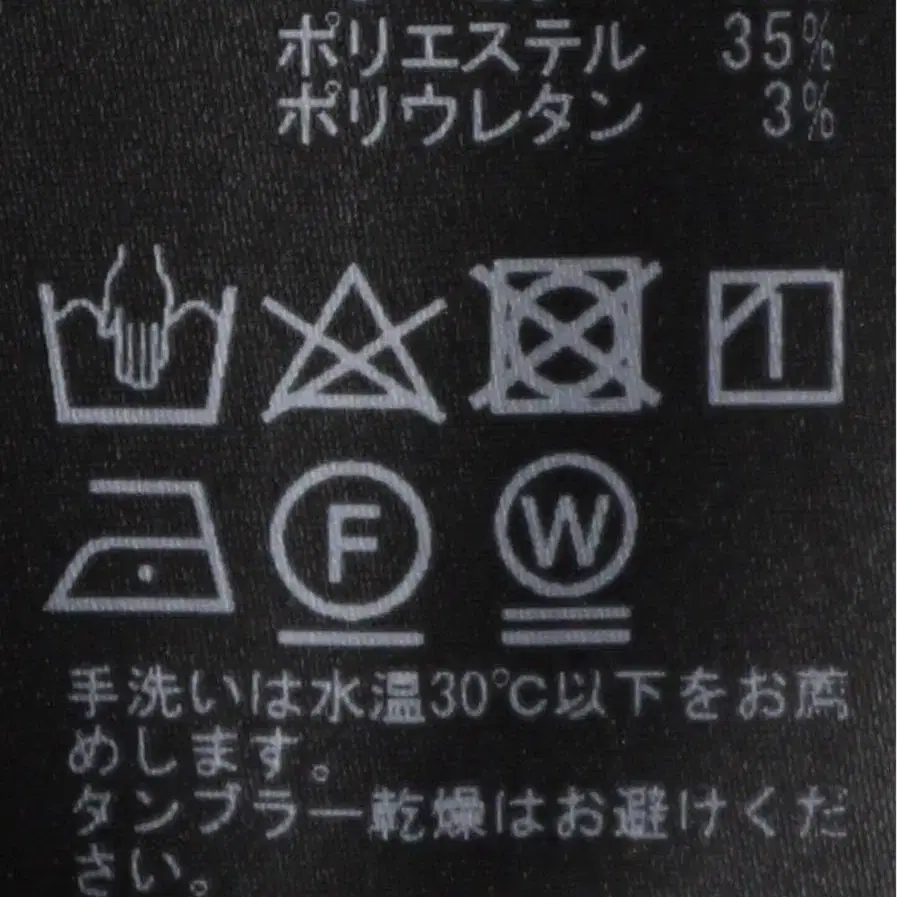 ポリエステル 35%
ポリウレタン 3%
F
W
手洗いは水温30℃以下をお薦
めします。
タンブラー乾燥はお避けくだ
さい。